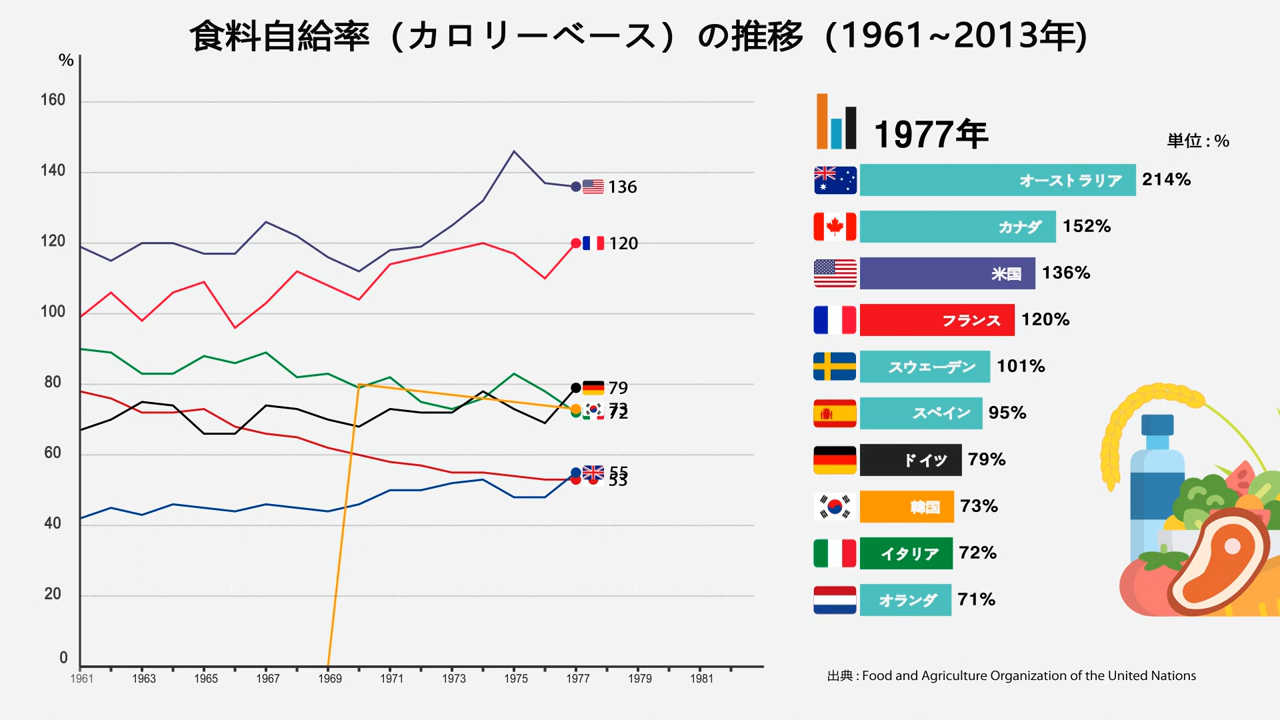 食料自給率（カロリーベース）の推移（1961~2013年)
%
160
140
120
100
80
60
40
20
0
1961 1963 1965 1967 1969 1971 1973 1975 1977 1979 1981
136
120
79
73
72
55
53
1977年
単位 : %
オーストラリア 214%
カナダ 152%
米国 136%
フランス 120%
スウェーデン 101%
スペイン 95%
ドイツ 79%
韓国 73%
イタリア 72%
オランダ 71%
出典 : Food and Agriculture Organization of the United Nations